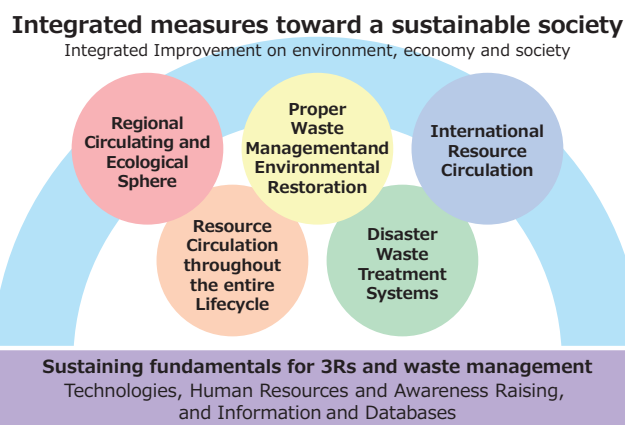 Integrated measures toward a sustainable society
Integrated Improvement on environment, economy and society
Regional
Circulating and
Ecological
Sphere
Proper
Waste
Managementand
Environmental
Restoration
International
Resource
Circulation
Resource
Circulation
throughout
the entire
Lifecycle
Disaster
Waste
Treatment
Systems
Sustaining fundamentals for 3Rs and waste management
Technologies, Human Resources and Awareness Raising,
and Information and Databases